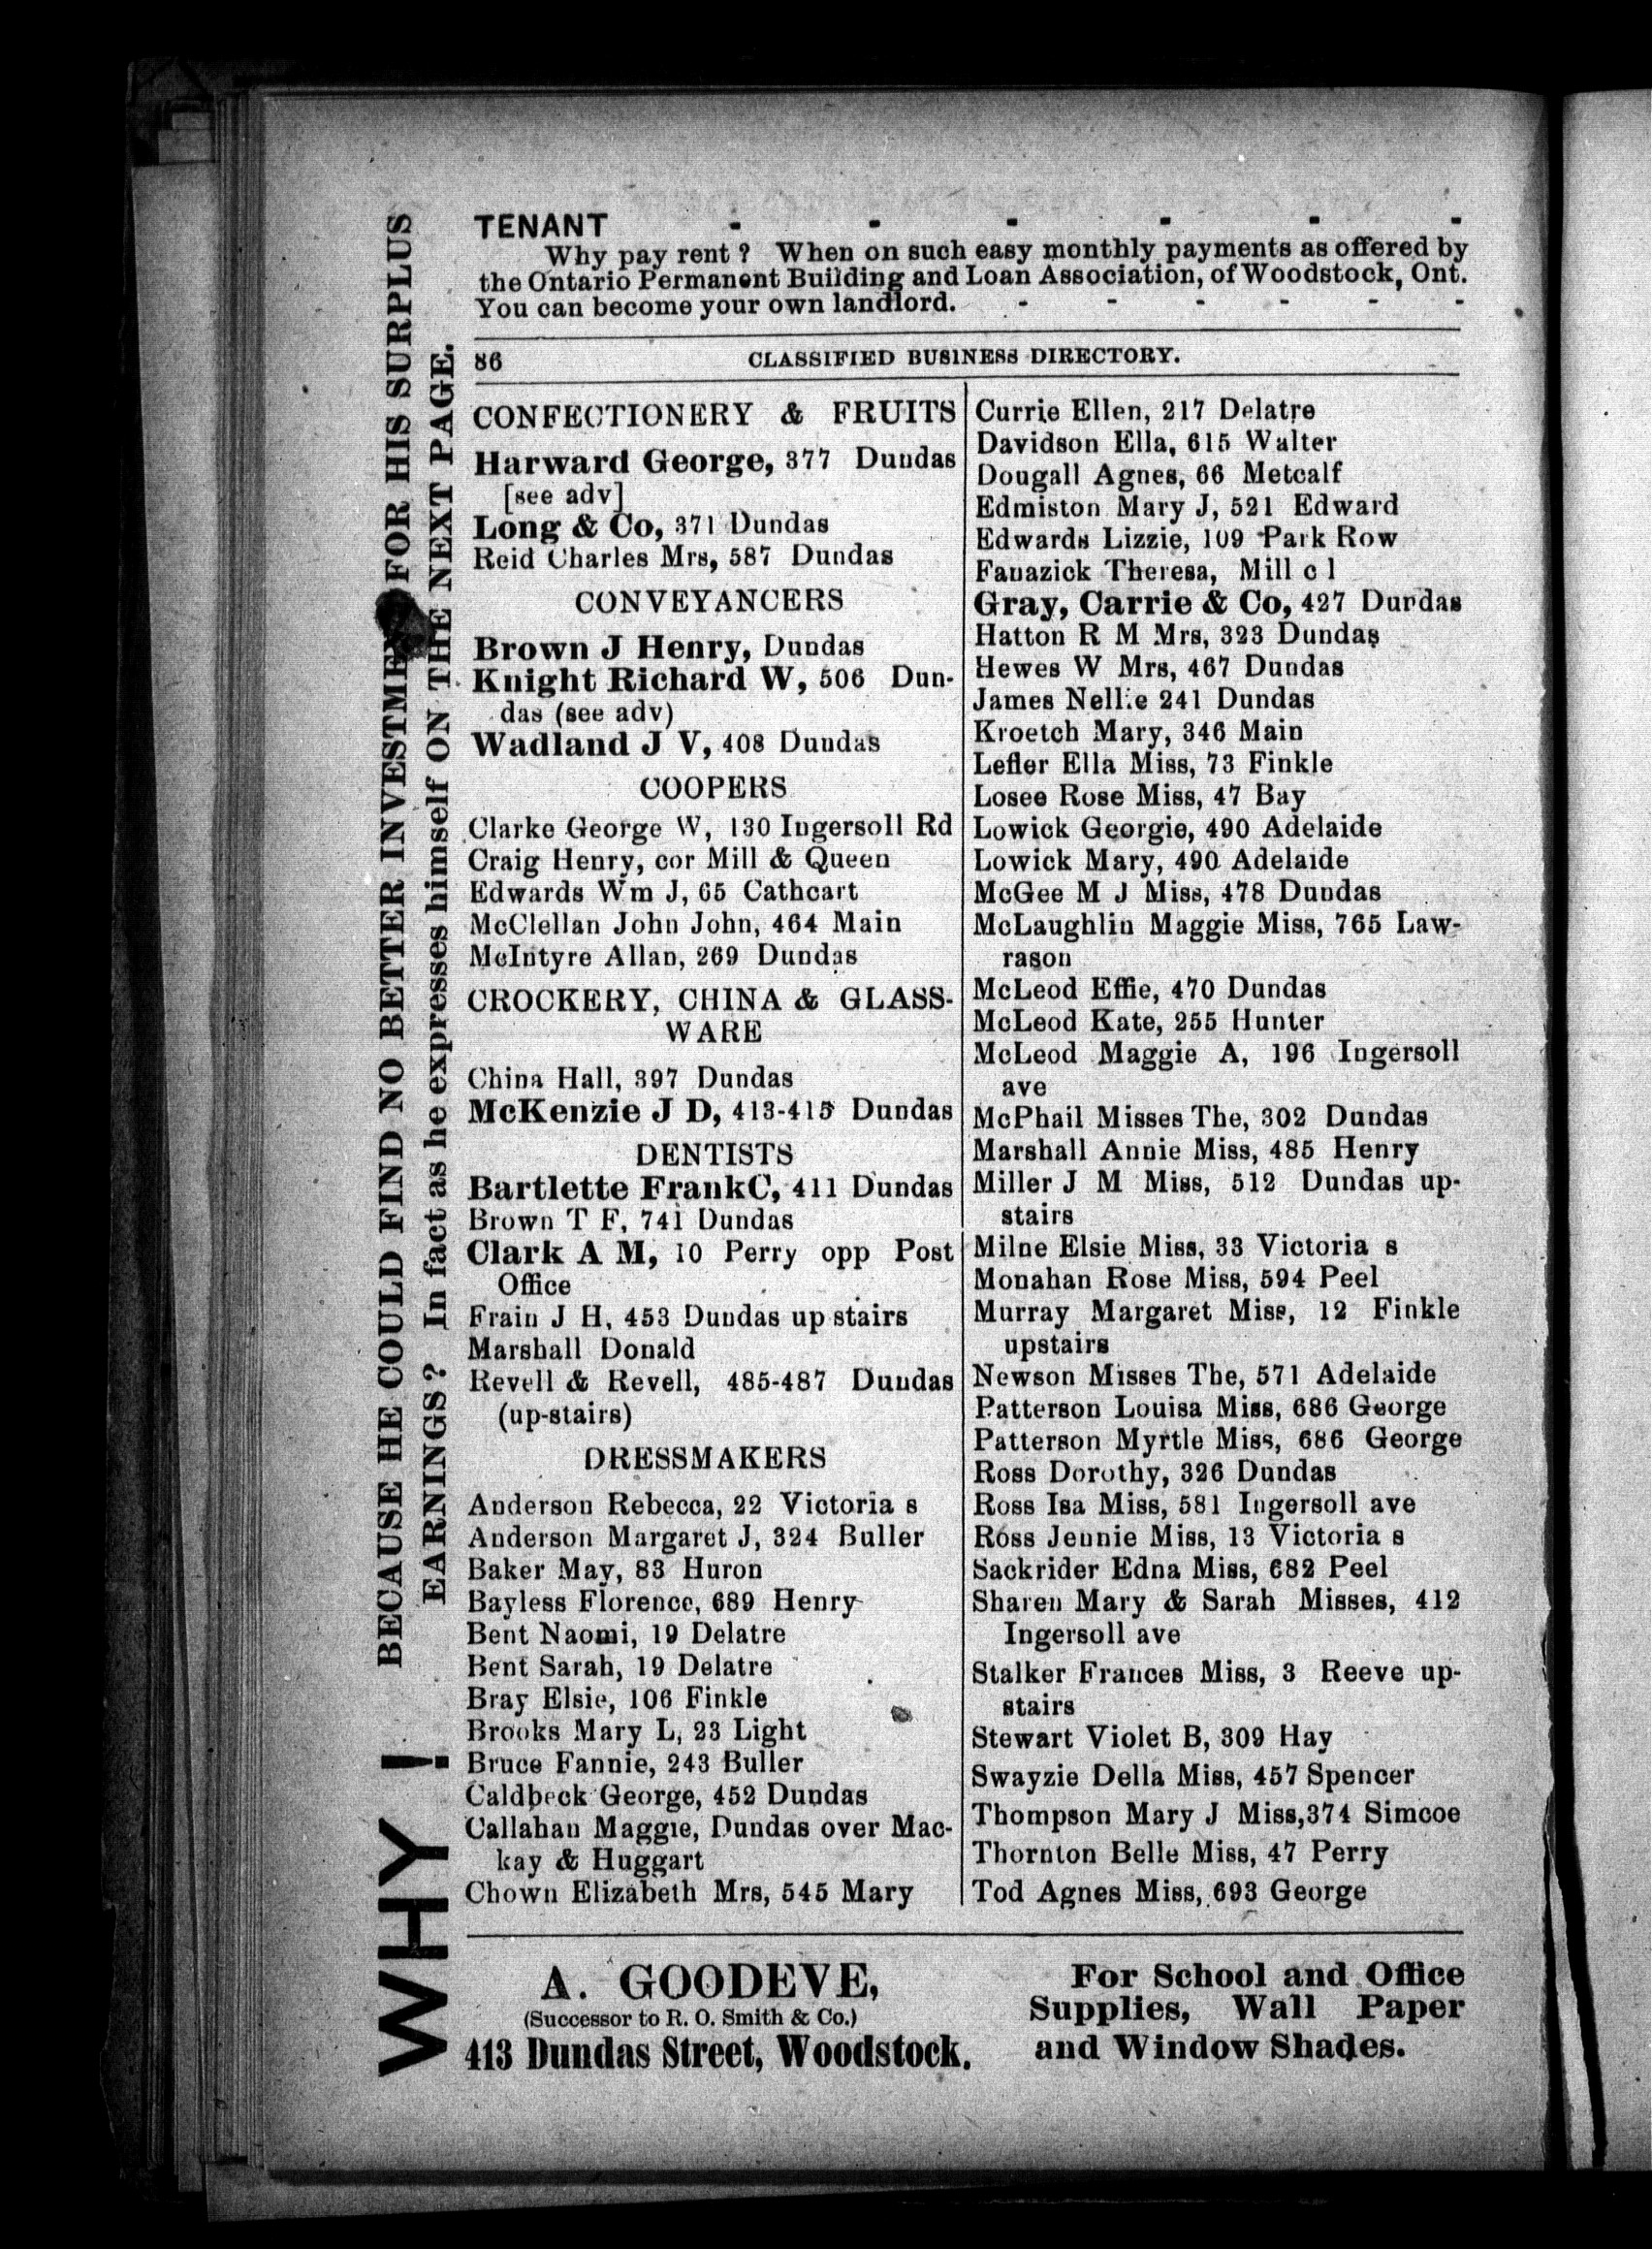 TENANT - - - - - -
Why pay rent ? When on such easy monthly payments as offered by
the Ontario Permanent Building and Loan Association, of Woodstock, Ont.
You can become your own landlord. - - - - - -
86 CLASSIFIED BUSINESS DIRECTORY.
CONFECTIONERY & FRUITS
Harward George, 377 Dundas
[see adv]
Long & Co, 371 Dundas
Reid Charles Mrs, 587 Dundas
CONVEYANCERS
Brown J Henry, Dundas
Knight Richard W, 506 Dun-
das (see adv)
Wadland J V, 408 Dundas
COOPERS
Clarke George W, 130 Ingersoll Rd
Craig Henry, cor Mill & Queen
Edwards Wm J, 65 Cathcart
McClellan John John, 464 Main
McIntyre Allan, 269 Dundas
CROCKERY, CHINA & GLASS-
WARE
China Hall, 397 Dundas
McKenzie J D, 413-415 Dundas
DENTISTS
Bartlette FrankC, 411 Dundas
Brown T F, 741 Dundas
Clark A M, 10 Perry opp Post
Office
Frain J H, 453 Dundas up stairs
Marshall Donald
Revell & Revell, 485-487 Dundas
(up-stairs)
DRESSMAKERS
Anderson Rebecca, 22 Victoria s
Anderson Margaret J, 324 Buller
Baker May, 83 Huron
Bayless Florence, 689 Henry
Bent Naomi, 19 Delatre
Bent Sarah, 19 Delatre
Bray Elsie, 106 Finkle
Brooks Mary L, 23 Light
Bruce Fannie, 243 Buller
Caldbeck George, 452 Dundas
Callahan Maggie, Dundas over Mac-
kay & Huggart
Chown Elizabeth Mrs, 545 Mary
Currie Ellen, 217 Delatre
Davidson Ella, 615 Walter
Dougall Agnes, 66 Metcalf
Edmiston Mary J, 521 Edward
Edwards Lizzie, 109 Park Row
Fanazick Theresa, Mill c l
Gray, Carrie & Co, 427 Dundas
Hatton R M Mrs, 323 Dundas
Hewes W Mrs, 467 Dundas
James Nellie 241 Dundas
Kroetch Mary, 346 Main
Lefler Ella Miss, 73 Finkle
Losee Rose Miss, 47 Bay
Lowick Georgie, 490 Adelaide
Lowick Mary, 490 Adelaide
McGee M J Miss, 478 Dundas
McLaughlin Maggie Miss, 765 Law-
rason
McLeod Effie, 470 Dundas
McLeod Kate, 255 Hunter
McLeod Maggie A, 196 Ingersoll
ave
McPhail Misses The, 302 Dundas
Marshall Annie Miss, 485 Henry
Miller J M Miss, 512 Dundas up-
stairs
Milne Elsie Miss, 33 Victoria s
Monahan Rose Miss, 594 Peel
Murray Margaret Miss, 12 Finkle
upstairs
Newson Misses The, 571 Adelaide
Patterson Louisa Miss, 686 George
Patterson Myrtle Miss, 686 George
Ross Dorothy, 326 Dundas
Ross Isa Miss, 581 Ingersoll ave
Ross Jennie Miss, 13 Victoria s
Sackrider Edna Miss, 682 Peel
Sharen Mary & Sarah Misses, 412
Ingersoll ave
Stalker Frances Miss, 3 Reeve up-
stairs
Stewart Violet B, 309 Hay
Swayzie Della Miss, 457 Spencer
Thompson Mary J Miss,374 Simcoe
Thornton Belle Miss, 47 Perry
Tod Agnes Miss, 693 George
WHY !
BECAUSE HE COULD FIND NO BETTER INVESTMENT FOR HIS SURPLUS
EARNINGS ? In fact as he expresses himself ON THE NEXT PAGE.
A. GOODEVE,
(Successor to R. O. Smith & Co.)
413 Dundas Street, Woodstock.
For School and Office
Supplies, Wall Paper
and Window Shades.